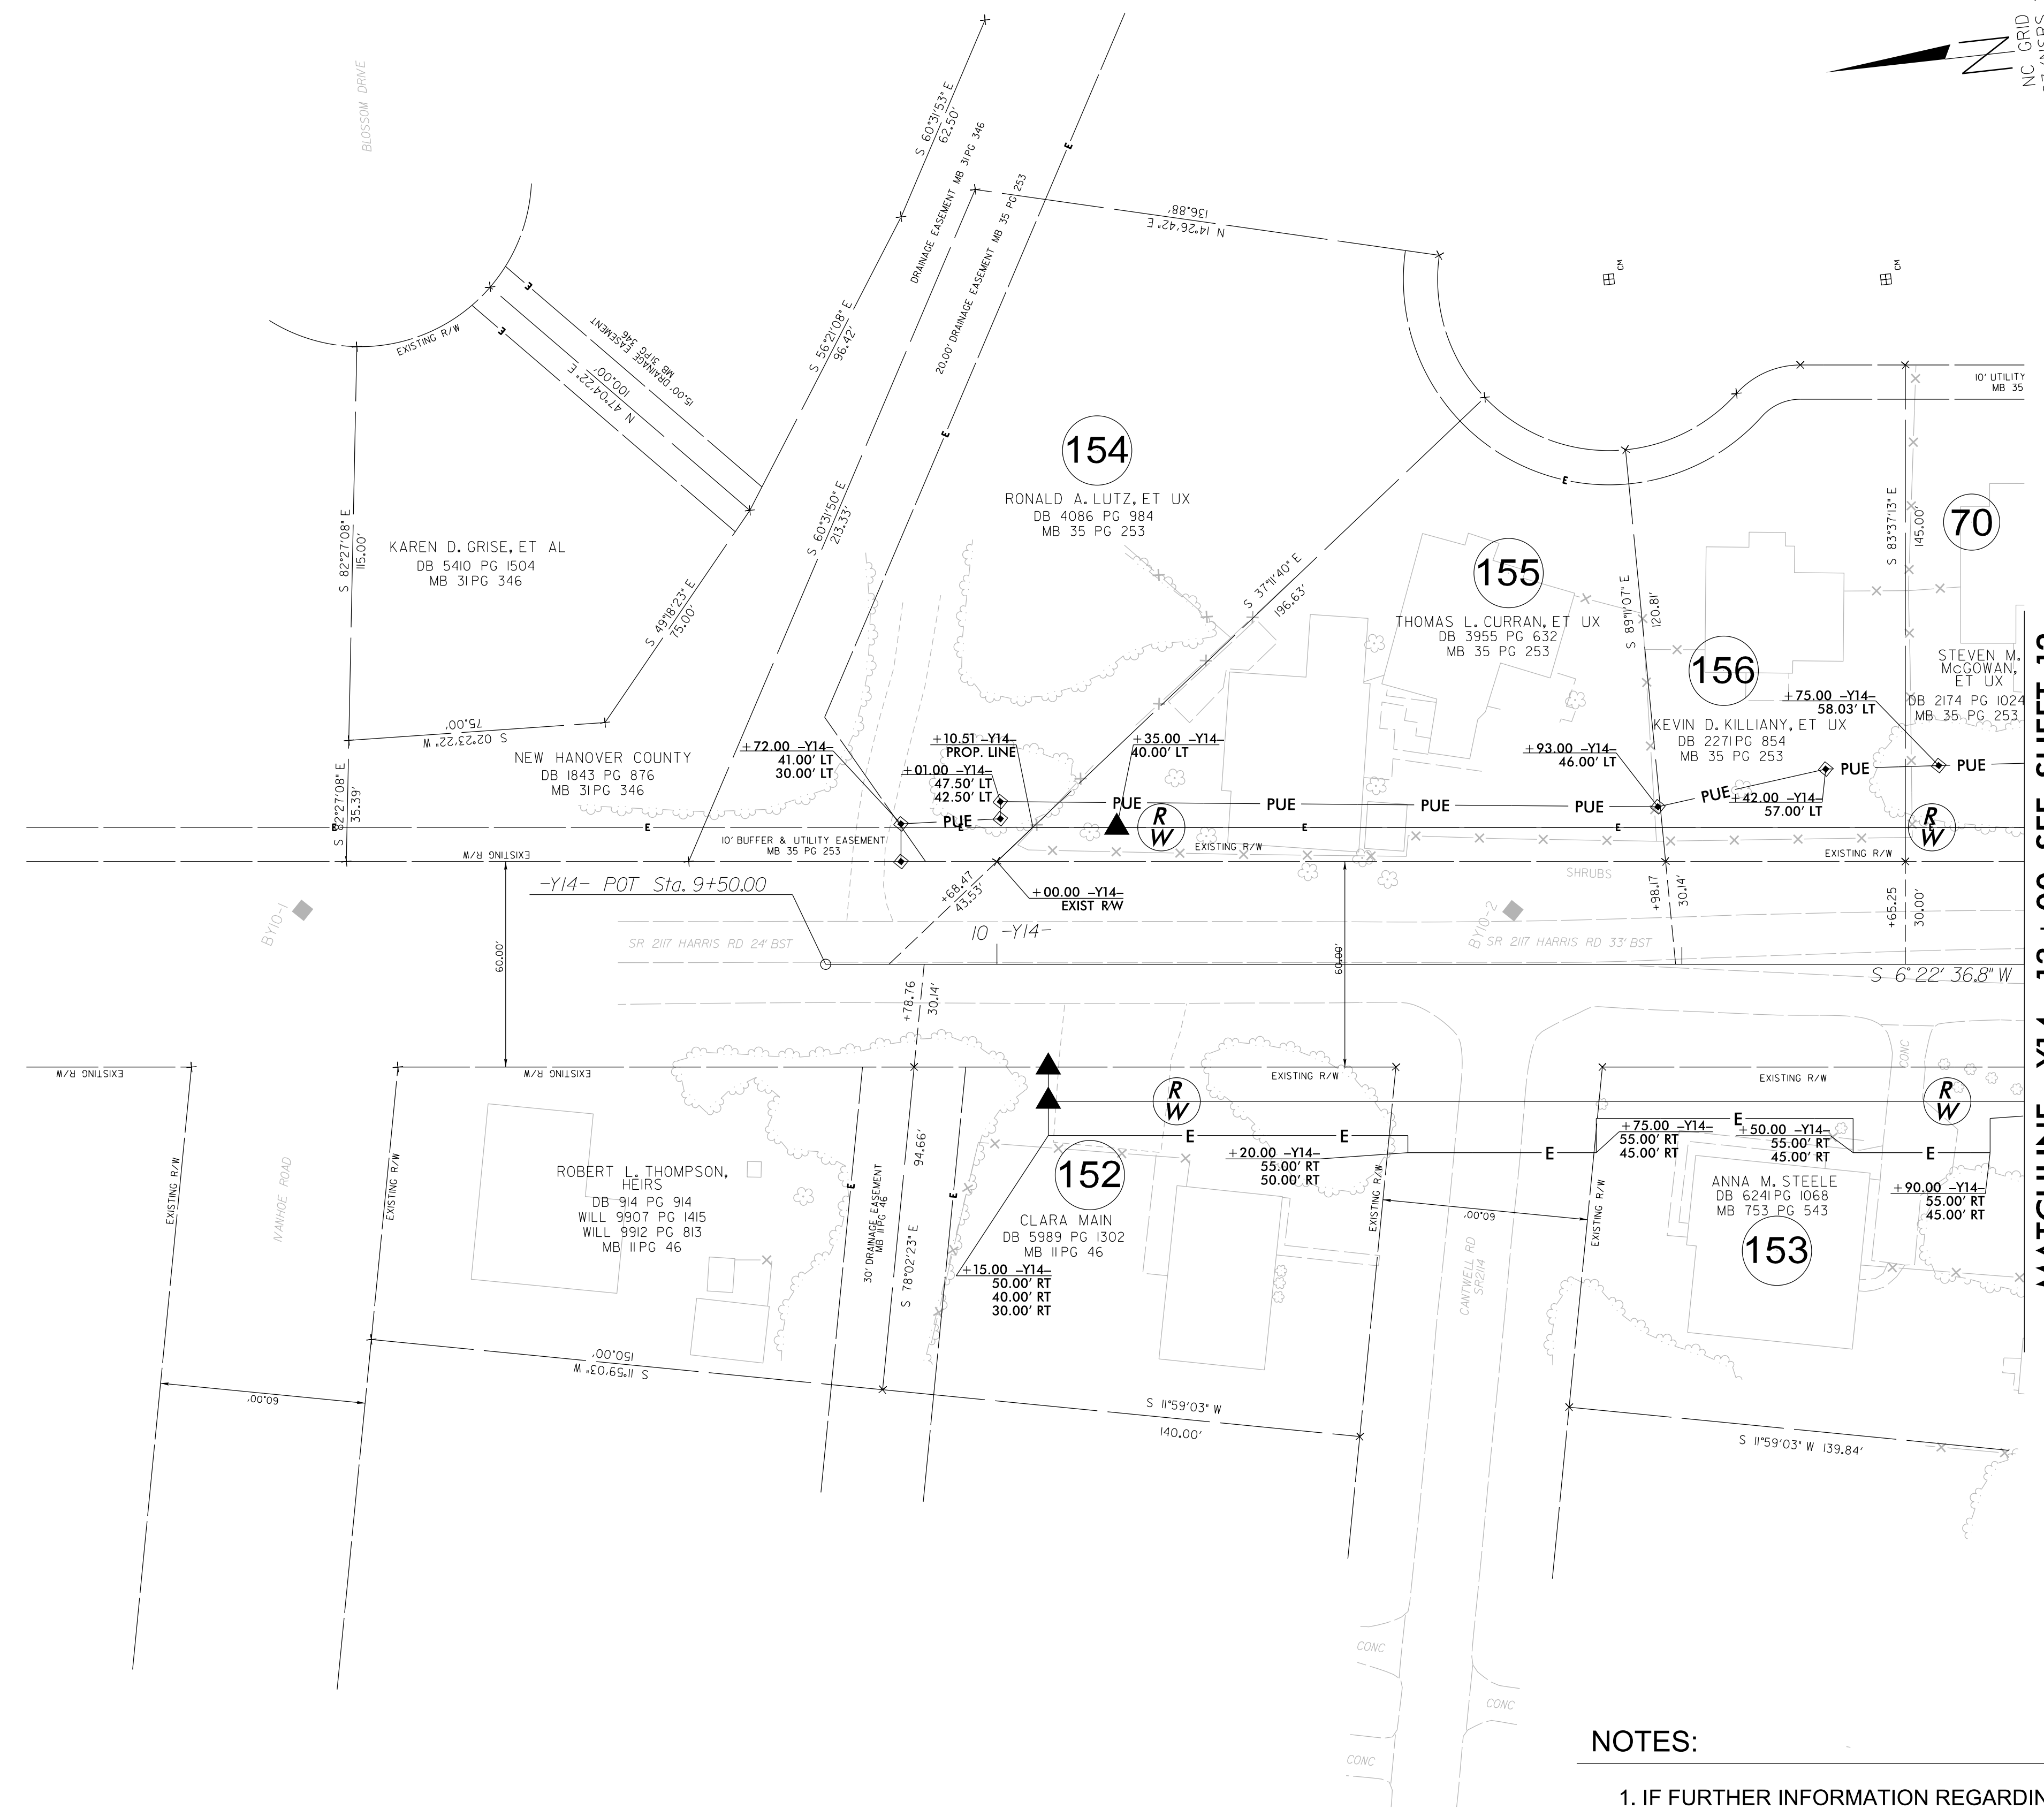 NC GRID
BLOSSOM DRIVE
S 60°31'53" E
62.50'
DRAINAGE EASEMENT MB 31 PG 346
20.00' DRAINAGE EASEMENT MB 35 PG 253
N 14°26'42" E
136.88'
CM
CM
EXISTING R/W
E
E
E
E
E
15.00' DRAINAGE EASEMENT
MB 31 PG 346
N 47°04'22" E
100.00'
S 56°21'08" E
96.42'
10' UTILITY
MB 35
154
RONALD A. LUTZ, ET UX
DB 4086 PG 984
MB 35 PG 253
S 82°27'08" E
115.00'
KAREN D. GRISE, ET AL
DB 5410 PG 1504
MB 31 PG 346
S 60°31'50" E
213.33'
S 49°18'23" E
75.00'
S 37°11'40" E
196.63'
155
THOMAS L. CURRAN, ET UX
DB 3955 PG 632
MB 35 PG 253
S 89°11'07" E
120.81'
S 83°37'13" E
145.00'
70
STEVEN M.
McGOWAN,
ET UX
DB 2174 PG 1024
MB 35 PG 253
156
KEVIN D. KILLIANY, ET UX
DB 2271 PG 854
MB 35 PG 253
+75.00 -Y14-
58.03' LT
S 02°23'22" W
75.00'
S 82°27'08" E
35.39'
NEW HANOVER COUNTY
DB 1843 PG 876
MB 31 PG 346
+72.00 -Y14-
41.00' LT
30.00' LT
+10.51 -Y14-
PROP. LINE
+01.00 -Y14-
47.50' LT
42.50' LT
+35.00 -Y14-
40.00' LT
+93.00 -Y14-
46.00' LT
+42.00 -Y14-
57.00' LT
PUE
PUE
PUE
PUE
PUE
PUE
PUE
PUE
E
E
E
E
E
R
W
R
W
10' BUFFER & UTILITY EASEMENT
MB 35 PG 253
EXISTING R/W
EXISTING R/W
EXISTING R/W
SHRUBS
-Y14- POT Sta. 9+50.00
+68.47
43.53'
+00.00 -Y14-
EXIST R/W
+98.17
30.14'
+65.25
30.00'
BY10-1
BY10-2
60.00'
60.00'
SR 2117 HARRIS RD 24' BST
10 -Y14-
SR 2117 HARRIS RD 33' BST
S 6° 22' 36.8" W
+78.76
30.14'
EXISTING R/W
EXISTING R/W
EXISTING R/W
EXISTING R/W
CONC
R
W
R
W
E
E
E
E
E
+20.00 -Y14-
55.00' RT
50.00' RT
+75.00 -Y14-
55.00' RT
45.00' RT
+50.00 -Y14-
55.00' RT
45.00' RT
+90.00 -Y14-
55.00' RT
45.00' RT
EXISTING R/W
IVANHOE ROAD
EXISTING R/W
ROBERT L. THOMPSON,
HEIRS
DB 914 PG 914
WILL 9907 PG 1415
WILL 9912 PG 813
MB 11 PG 46
E
E
30' DRAINAGE EASEMENT
MB 11 PG 46
94.66'
S 78°02'23" E
152
CLARA MAIN
DB 5989 PG 1302
MB 11 PG 46
+15.00 -Y14-
50.00' RT
40.00' RT
30.00' RT
EXISTING R/W
60.00'
EXISTING R/W
CANTWELL RD
SR2114
ANNA M. STEELE
DB 6241 PG 1068
MB 753 PG 543
153
150.00'
S 11°59'03" W
60.00'
S 11°59'03" W
140.00'
S 11°59'03" W 139.84'
CONC
CONC
CONC
NOTES:
1. IF FURTHER INFORMATION REGARDIN